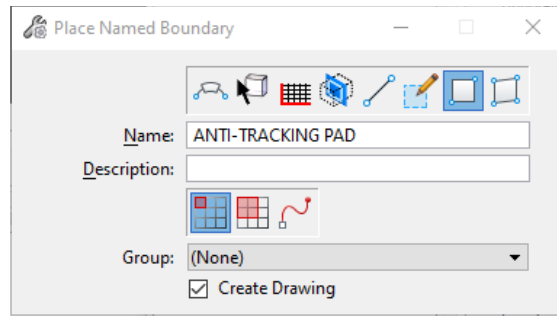 Place Named Boundary
Name: ANTI-TRACKING PAD
Description:
Group: (None)
Create Drawing